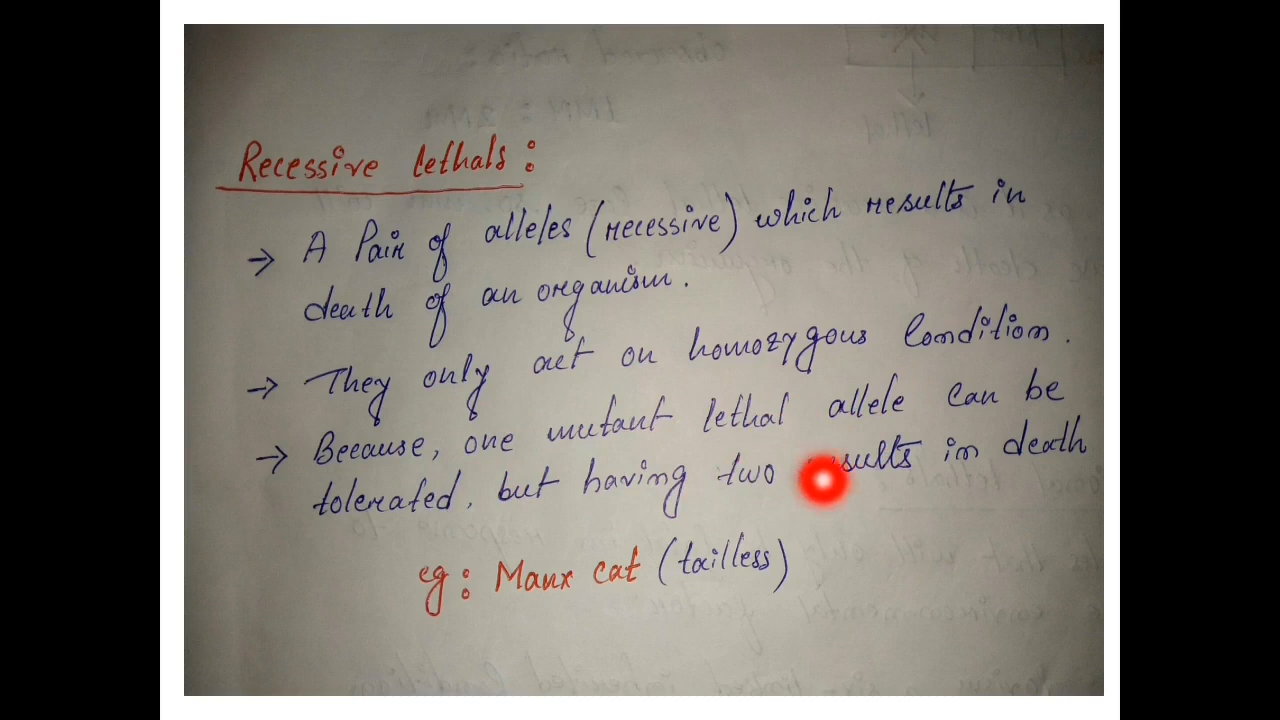 Recessive lethals :
→ A Pair of alleles (recessive) which results in
death of an organism.
→ They only act on homozygous Condition.
→ Because, one mutant lethal allele can be
tolerated, but having two results in death
eg : Manx cat (tailless)